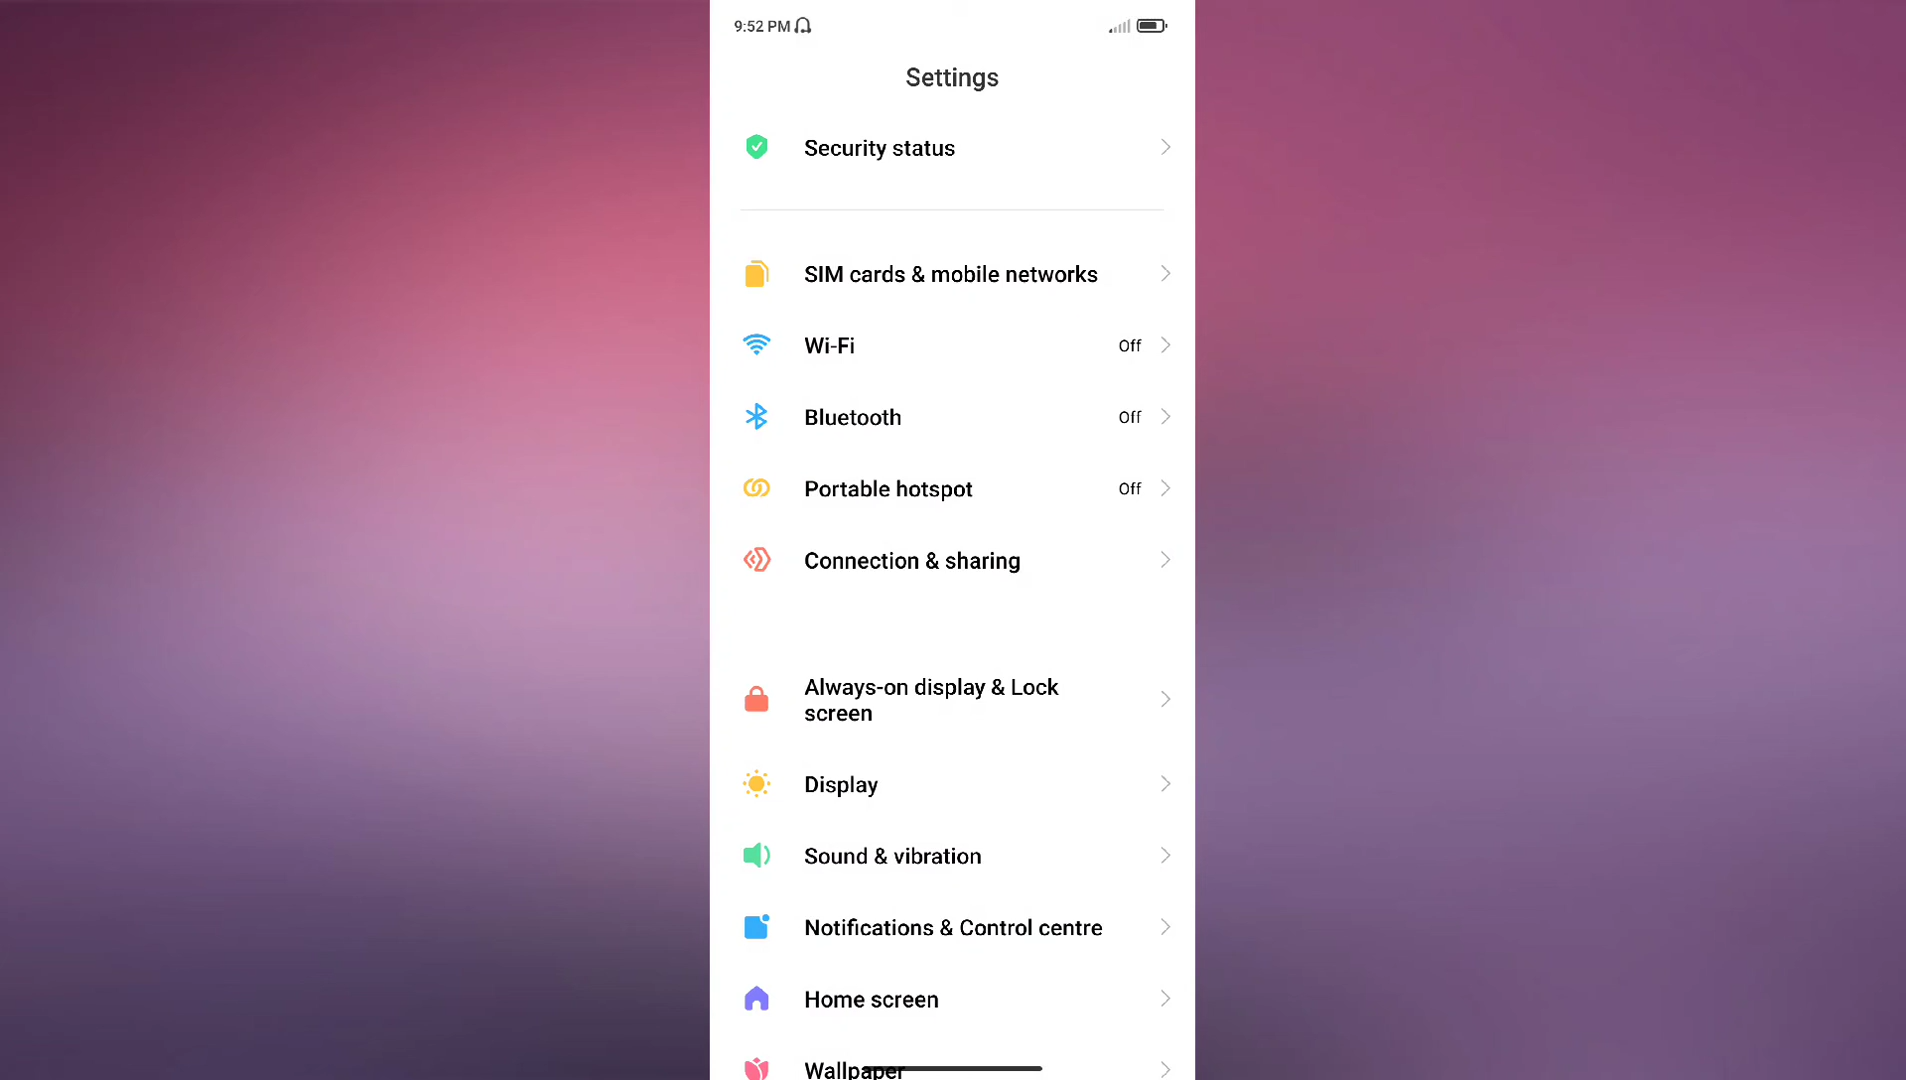 9:52 PM
Settings
Security status
SIM cards & mobile networks
Wi-Fi Off
Bluetooth Off
Portable hotspot Off
Connection & sharing
Always-on display & Lock
screen
Display
Sound & vibration
Notifications & Control centre
Home screen
Wallpaper